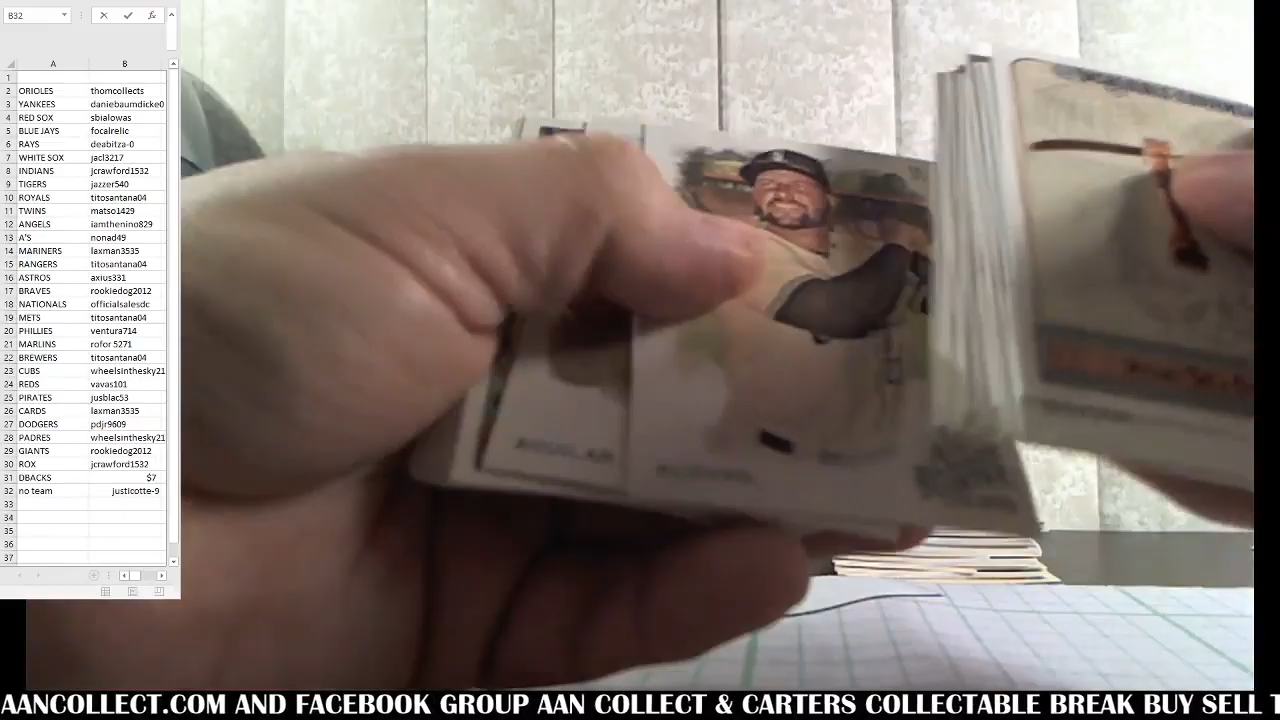 B32
A B
1
2 ORIOLES thomcollects
3 YANKEES daniebaumdicke0
4 RED SOX sbialowas
5 BLUE JAYS focalrelic
6 RAYS deabitza-0
7 WHITE SOX jacl3217
8 INDIANS jcrawford1532
9 TIGERS jazzer540
10 ROYALS titosantana04
11 TWINS matso1429
12 ANGELS iamthenino829
13 A'S nonad49
14 MARINERS laxman3535
15 RANGERS titosantana04
16 ASTROS axius331
17 BRAVES rookiedog2012
18 NATIONALS officialsalesdc
19 METS titosantana04
20 PHILLIES ventura714
21 MARLINS rofor5271
22 BREWERS titosantana04
23 CUBS wheelsinthesky21
24 REDS vavas101
25 PIRATES jusblac53
26 CARDS laxman3535
27 DODGERS pdjr9609
28 PADRES wheelsinthesky21
29 GIANTS rookiedog2012
30 ROX jcrawford1532
31 DBACKS $7
32 no team justicotte-9
33
34
35
36
37
AANCOLLECT.COM AND FACEBOOK GROUP AAN COLLECT & CARTERS COLLECTABLE BREAK BUY SELL T